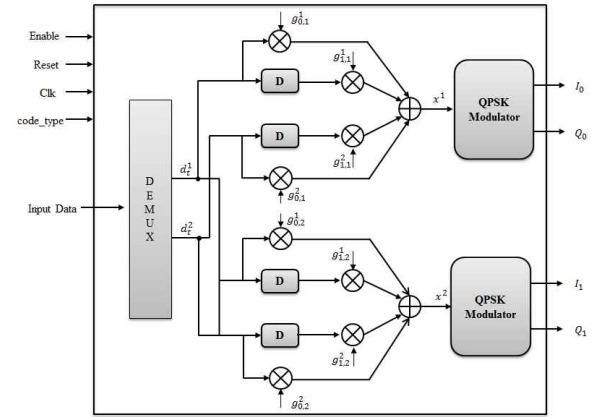 Enable
Reset
Clk
code_type
Input Data
DEMUX
d_t^1
d_t^2
g_{0,1}^1
g_{1,1}^1
D
D
g_{1,1}^2
g_{0,1}^2
x^1
QPSK
Modulator
I_0
Q_0
g_{0,2}^1
g_{1,2}^1
D
D
g_{1,2}^2
g_{0,2}^2
x^2
QPSK
Modulator
I_1
Q_1